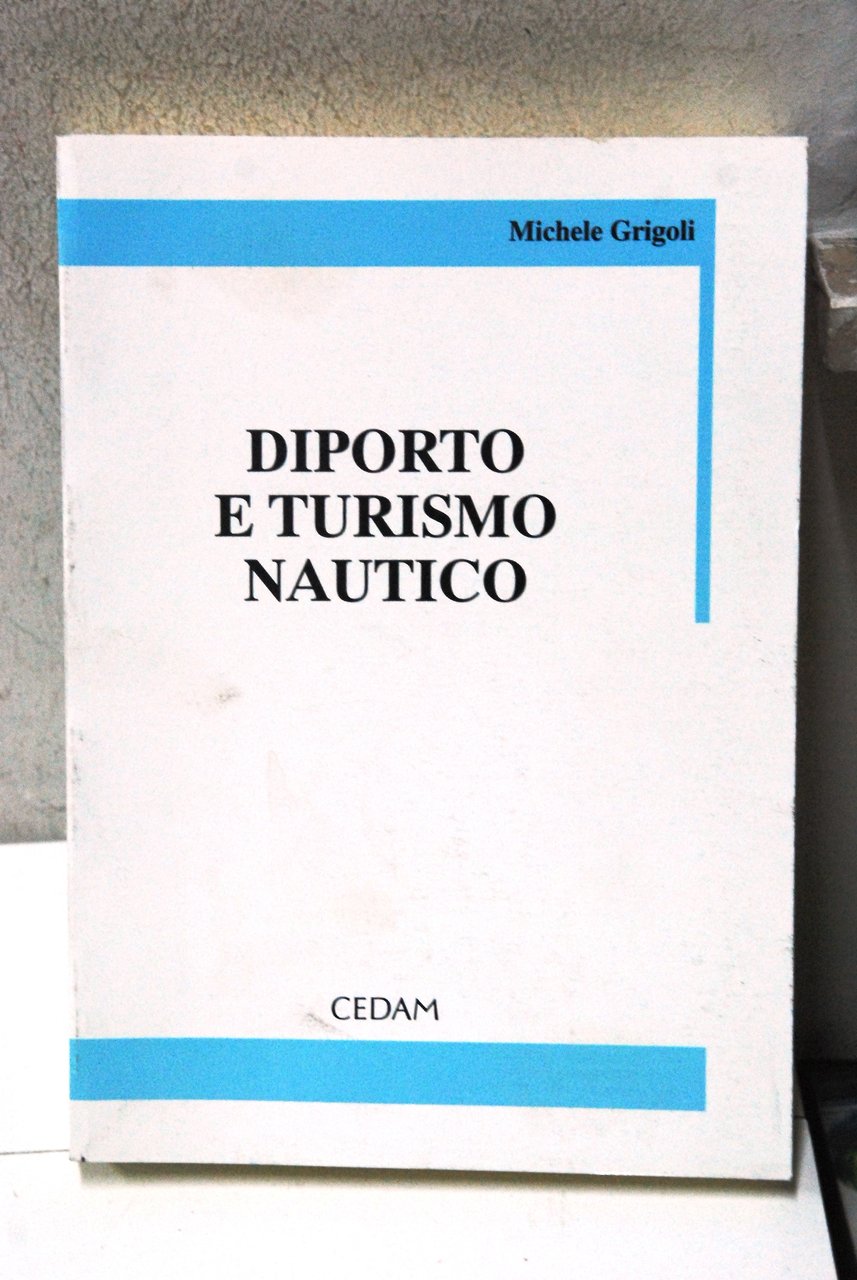 Michele Grigoli
DIPORTO
E TURISMO
NAUTICO
CEDAM